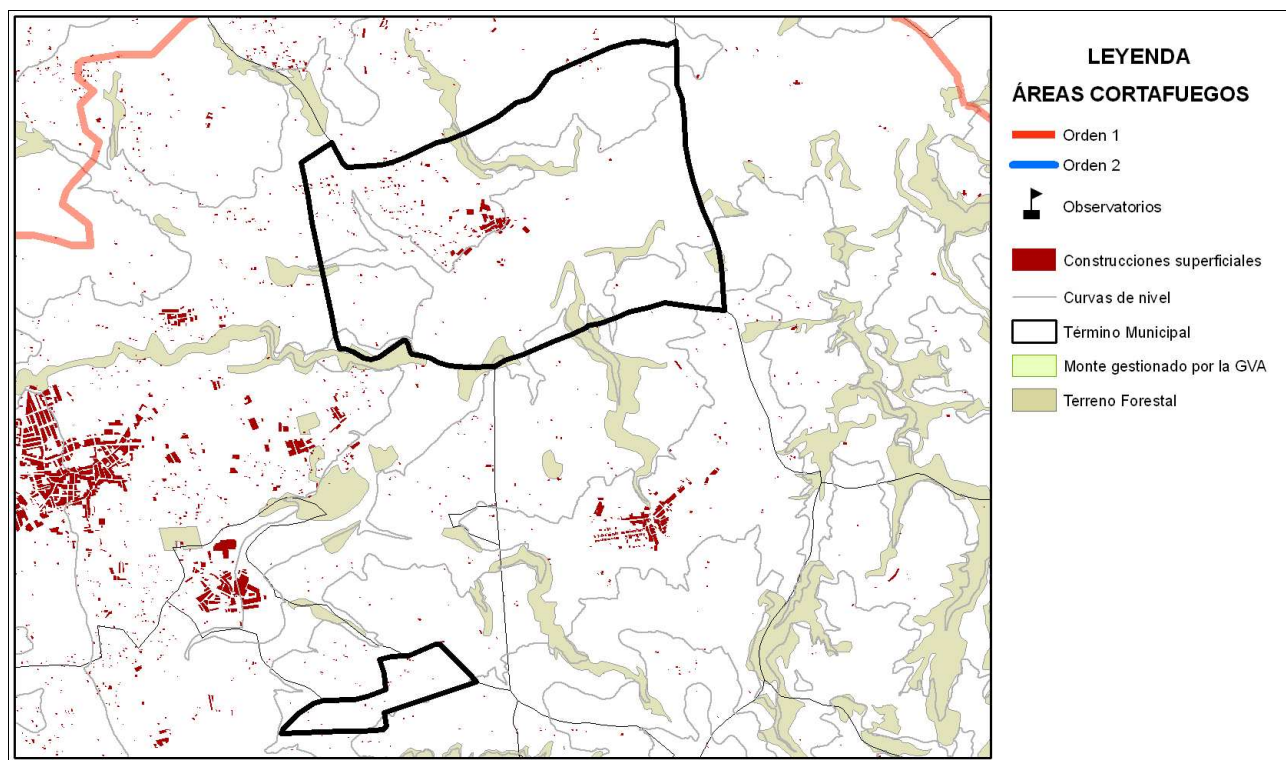 LEYENDA
ÁREAS CORTAFUEGOS
Orden 1
Orden 2
Observatorios
Construcciones superficiales
Curvas de nivel
Término Municipal
Monte gestionado por la GVA
Terreno Forestal